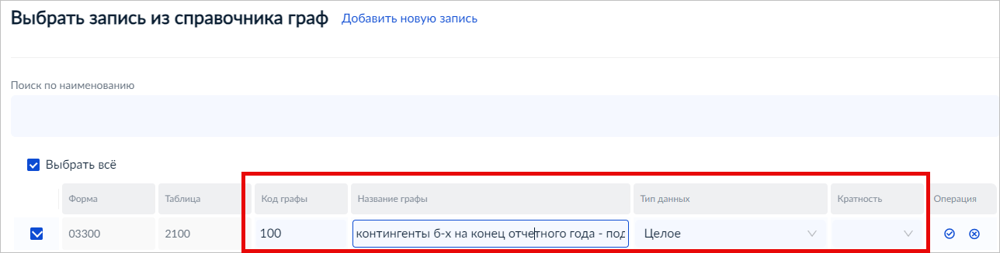 Выбрать запись из справочника граф Добавить новую запись
Поиск по наименованию
Выбрать всё
Форма Таблица Код графы Название графы Тип данных Кратность Операция
03300 2100 100 контингенты б-х на конец отчетного года - под Целое